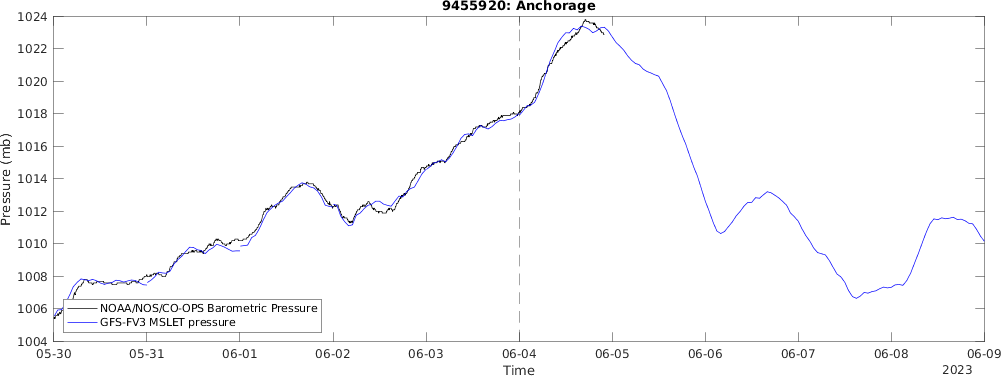 9455920: Anchorage
1024
1022
1020
1018
1016
1014
1012
1010
1008
1006
1004
Pressure (mb)
NOAA/NOS/CO-OPS Barometric Pressure
GFS-FV3 MSLET pressure
05-30 05-31 06-01 06-02 06-03 06-04 06-05 06-06 06-07 06-08 06-09
Time
2023